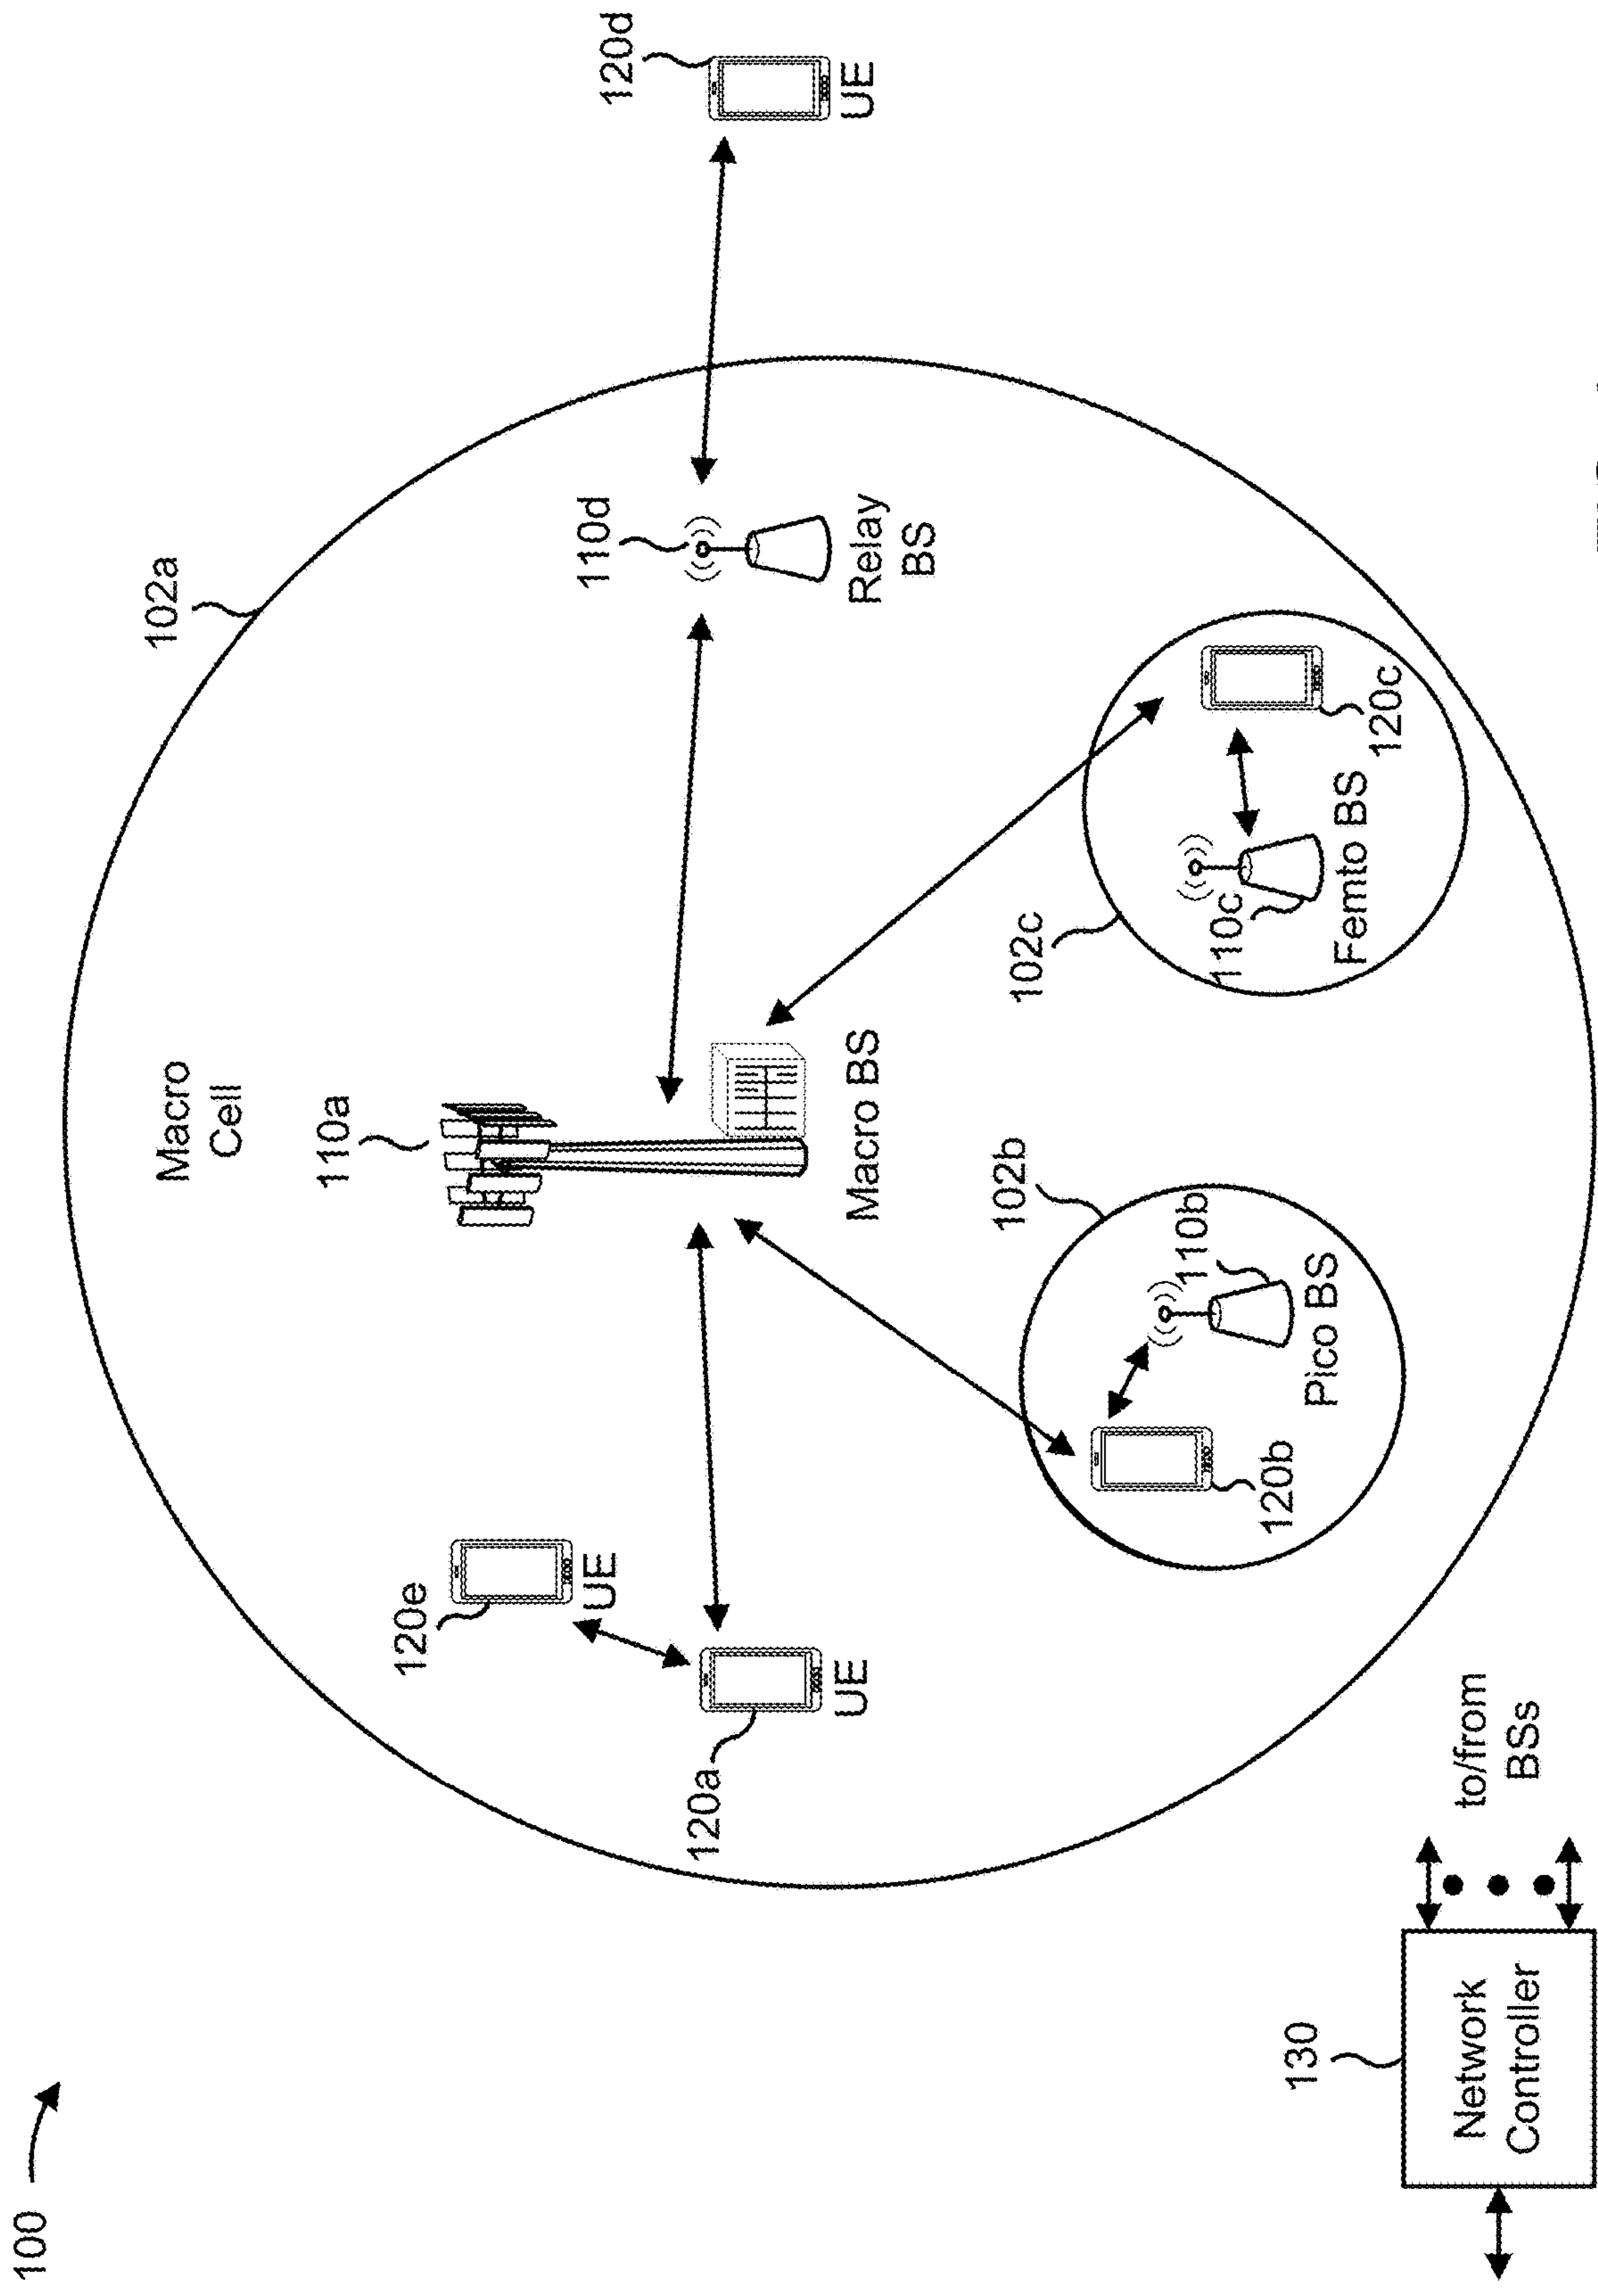 100
102a
Macro
Cell
110a
120d
UE
110d
Relay
BS
120e
UE
120a
UE
Macro BS
102b
110b
Pico BS
120b
102c
110c
Femto BS
120c
130
Network
Controller
to/from
BSs